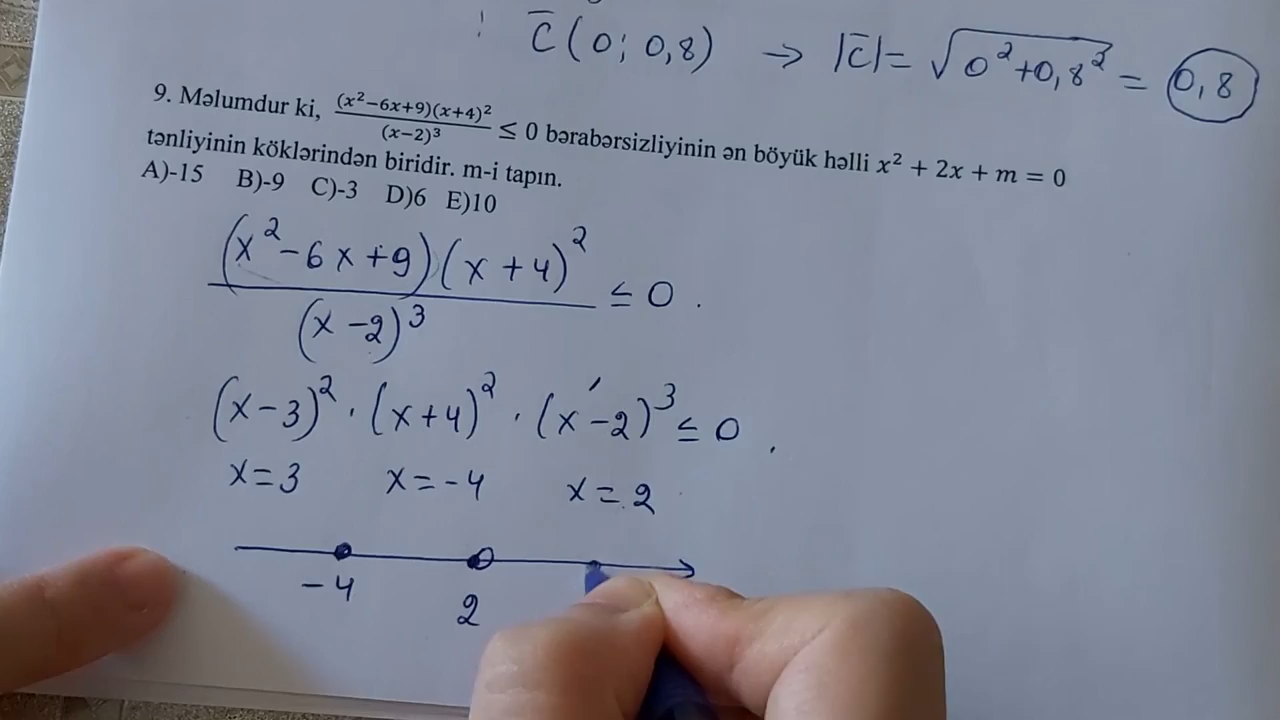 c̅ (0; 0,8) → |c̅| = √0²+0,8² = 0,8
9. Məlumdur ki, (x²−6x+9)(x+4)²/(x−2)³ ≤ 0 bərabərsizliyinin ən böyük həlli x² + 2x + m = 0
tənliyinin köklərindən biridir. m-i tapın.
A)-15 B)-9 C)-3 D)6 E)10
(x²−6x+9)(x+4)²/(x−2)³ ≤ 0.
(x−3)² · (x+4)² · (x−2)³ ≤ 0
x=3 x=−4 x=2
−4 2